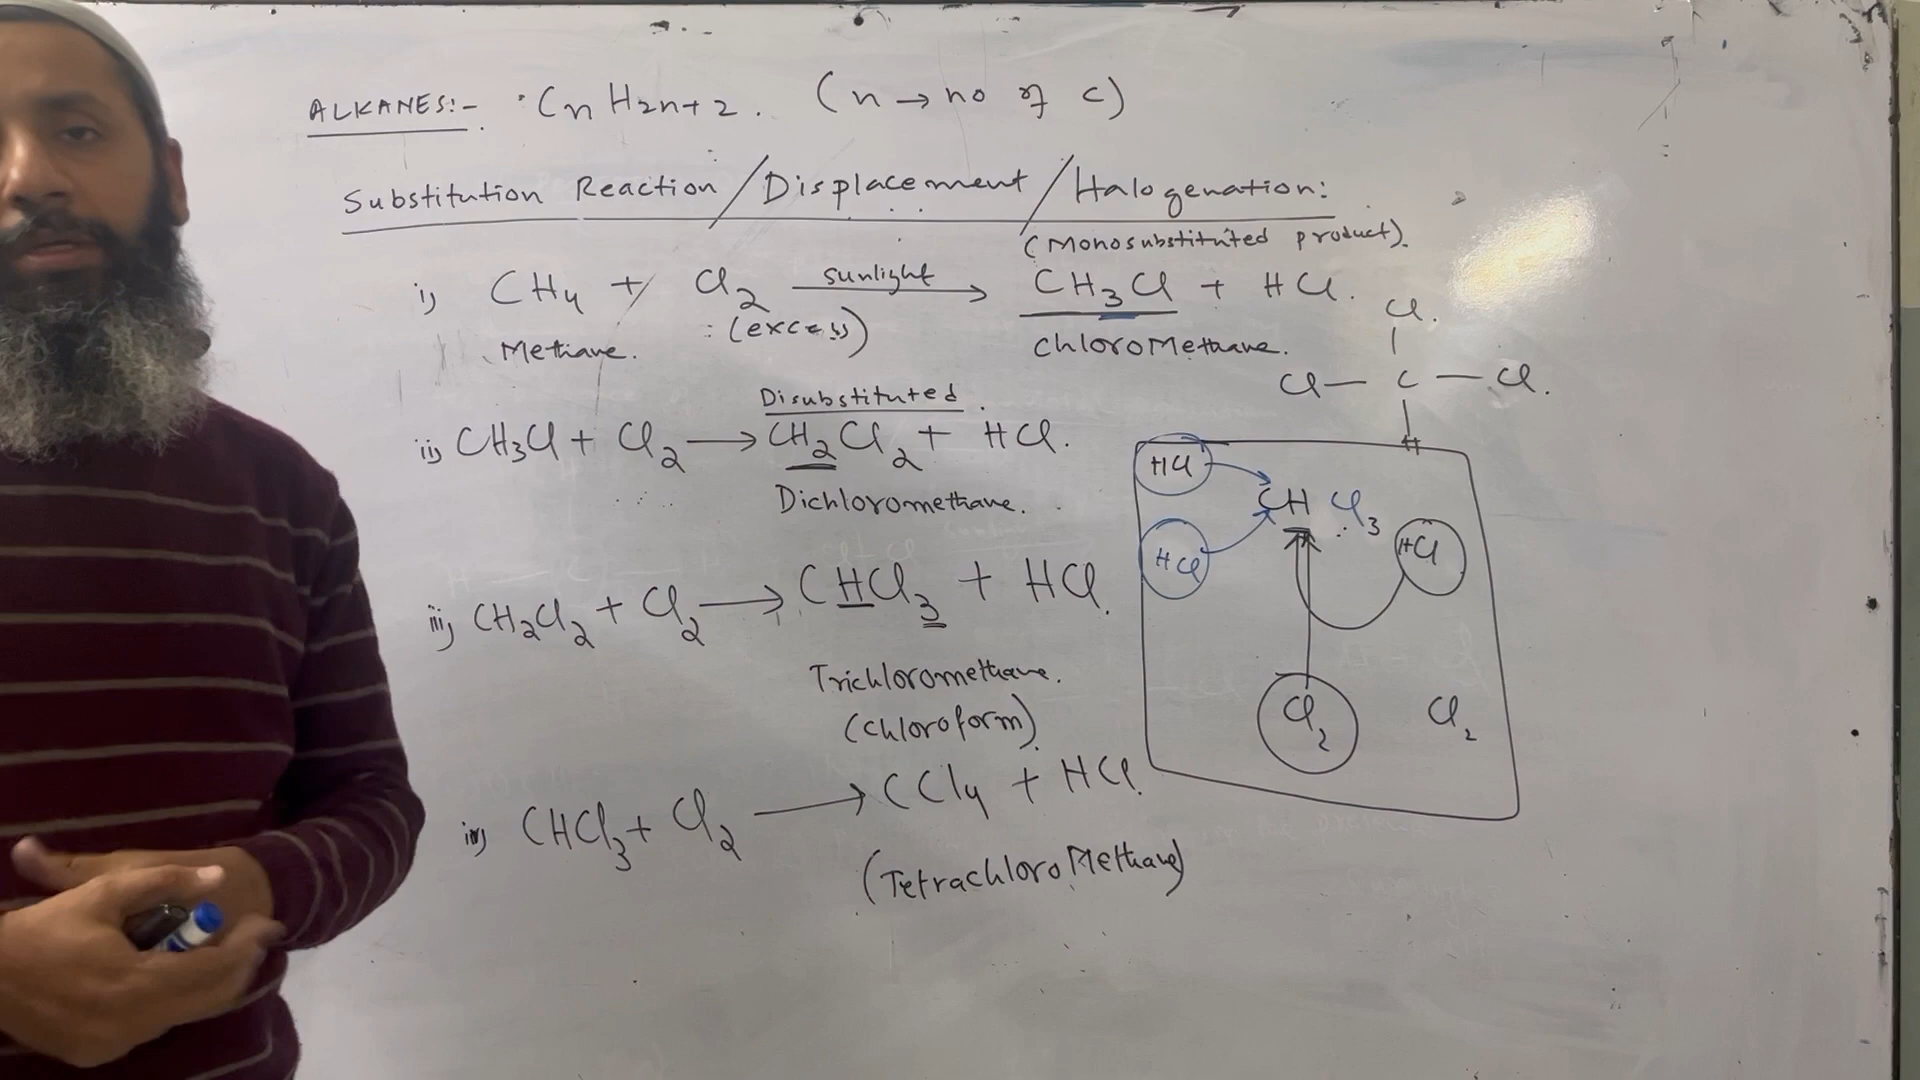 ALKANES:- CnH2n+2. (n → no of C)
Substitution Reaction / Displacement / Halogenation:
(Monosubstituted product).
i) CH4 + Cl2 sunlight → CH3Cl + HCl.
(excess)
Methane. ChloroMethane.
Cl.
Cl — C — Cl.
H
Disubstituted.
ii) CH3Cl + Cl2 → CH2Cl2 + HCl.
Dichloromethane.
HCl
CHCl3
HCl
HCl
iii) CH2Cl2 + Cl2 → CHCl3 + HCl.
Trichloromethane.
(Chloroform).
Cl2 Cl2
iv) CHCl3 + Cl2 → CCl4 + HCl.
(TetrachloroMethane)